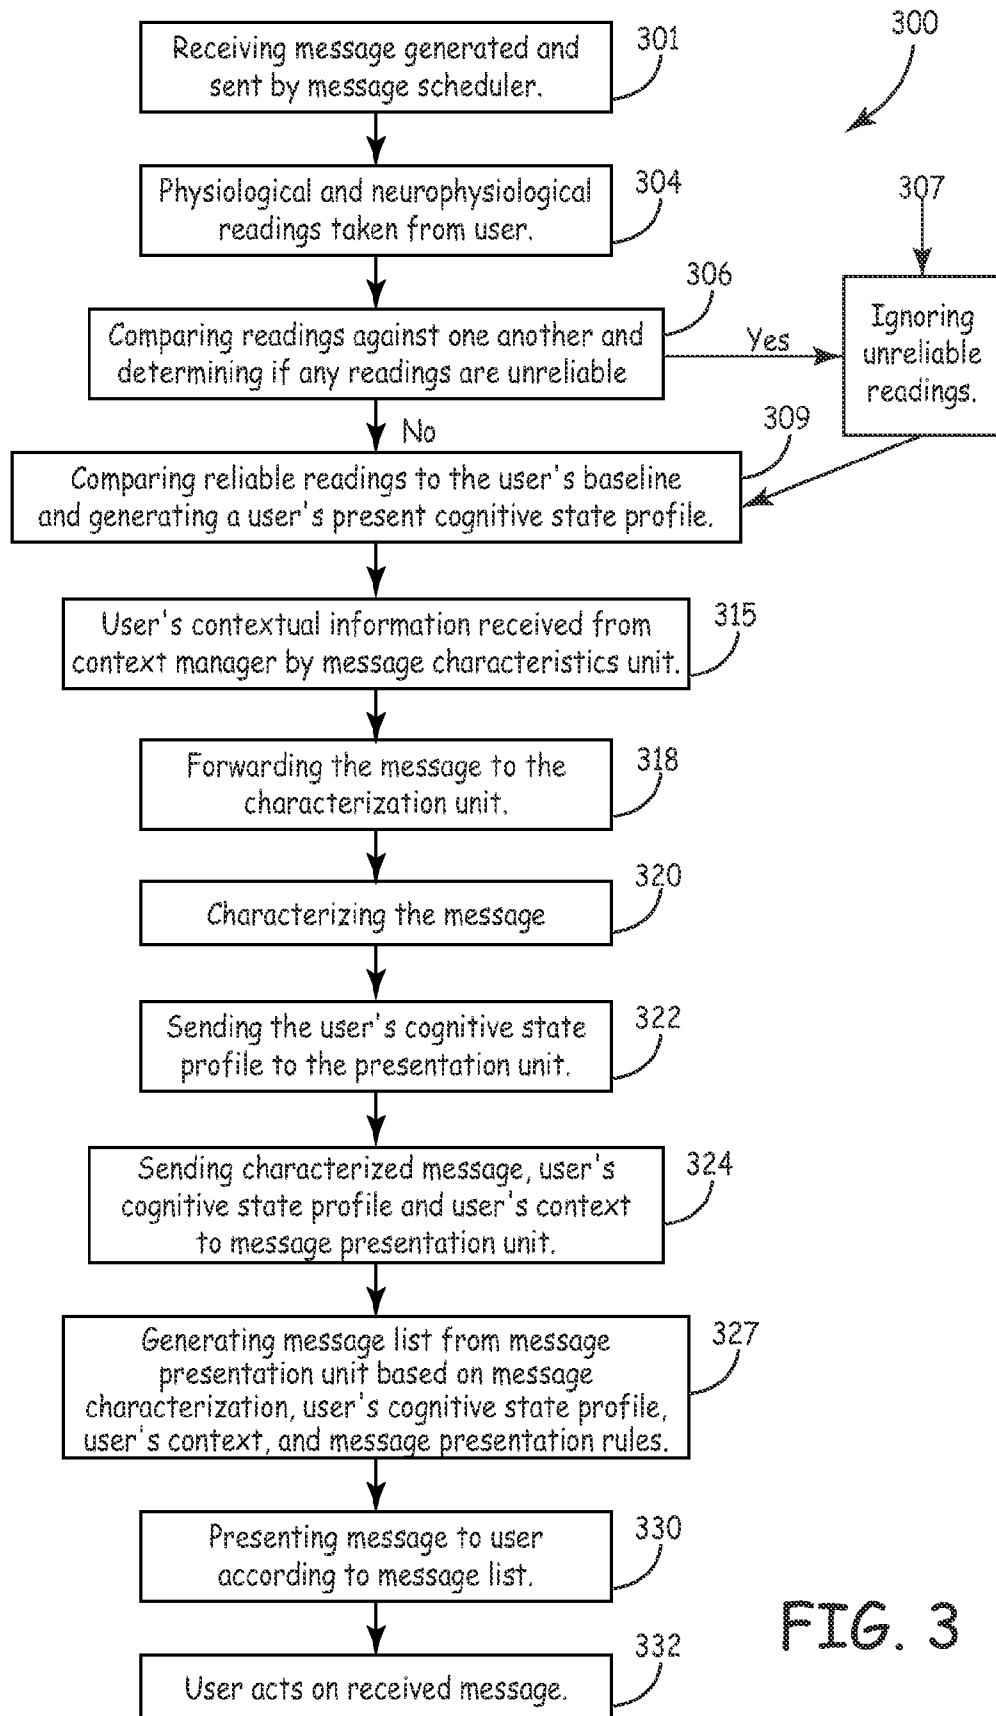 300
Receiving message generated and
sent by message scheduler.
301
Physiological and neurophysiological
readings taken from user.
304
307
306
Comparing readings against one another and
determining if any readings are unreliable
Yes
Ignoring
unreliable
readings.
No
309
Comparing reliable readings to the user's baseline
and generating a user's present cognitive state profile.
User's contextual information received from
context manager by message characteristics unit.
315
Forwarding the message to the
characterization unit.
318
Characterizing the message
320
Sending the user's cognitive state
profile to the presentation unit.
322
Sending characterized message, user's
cognitive state profile and user's context
to message presentation unit.
324
Generating message list from message
presentation unit based on message
characterization, user's cognitive state profile,
user's context, and message presentation rules.
327
Presenting message to user
according to message list.
330
User acts on received message.
332
FIG. 3